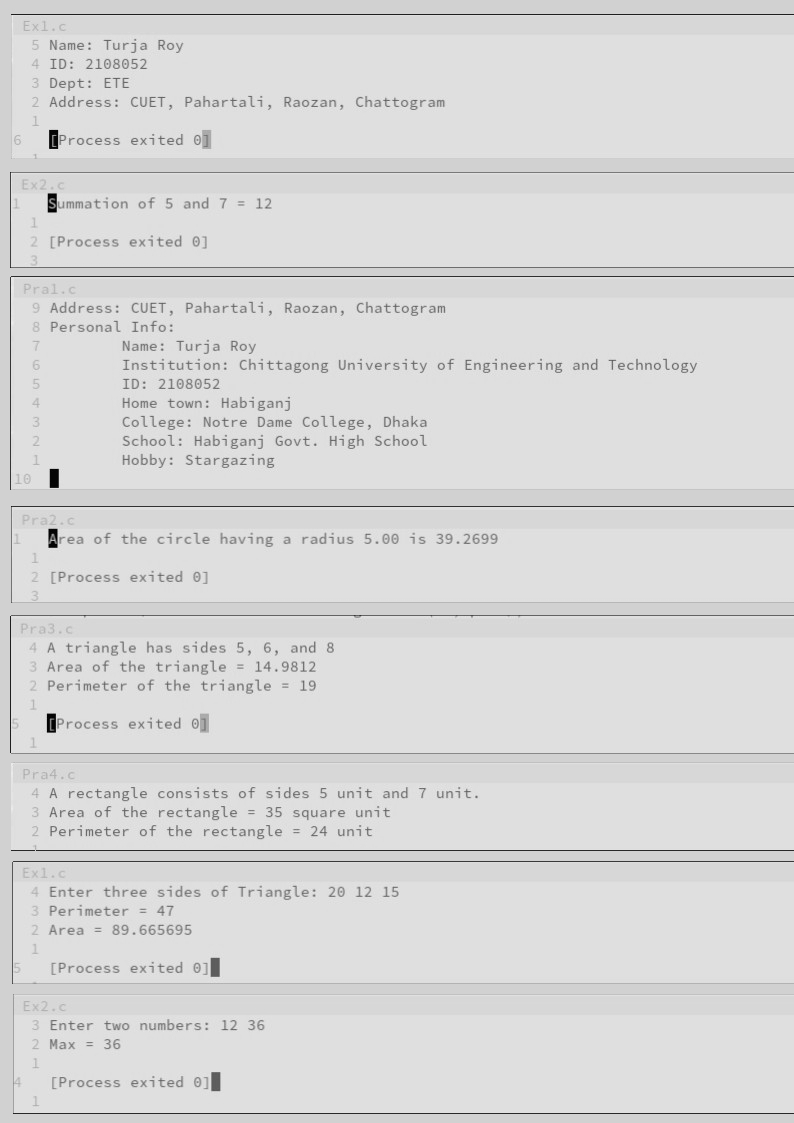 Ex1.c
5 Name: Turja Roy
4 ID: 2108052
3 Dept: ETE
2 Address: CUET, Pahartali, Raozan, Chattogram
1
6 [Process exited 0]
1
Ex2.c
1 Summation of 5 and 7 = 12
1
2 [Process exited 0]
3
Pra1.c
9 Address: CUET, Pahartali, Raozan, Chattogram
8 Personal Info:
7 Name: Turja Roy
6 Institution: Chittagong University of Engineering and Technology
5 ID: 2108052
4 Home town: Habiganj
3 College: Notre Dame College, Dhaka
2 School: Habiganj Govt. High School
1 Hobby: Stargazing
10
Pra2.c
1 Area of the circle having a radius 5.00 is 39.2699
1
2 [Process exited 0]
3
Pra3.c
4 A triangle has sides 5, 6, and 8
3 Area of the triangle = 14.9812
2 Perimeter of the triangle = 19
1
5 [Process exited 0]
1
Pra4.c
4 A rectangle consists of sides 5 unit and 7 unit.
3 Area of the rectangle = 35 square unit
2 Perimeter of the rectangle = 24 unit
Ex1.c
4 Enter three sides of Triangle: 20 12 15
3 Perimeter = 47
2 Area = 89.665695
1
5 [Process exited 0]
Ex2.c
3 Enter two numbers: 12 36
2 Max = 36
1
4 [Process exited 0]
1